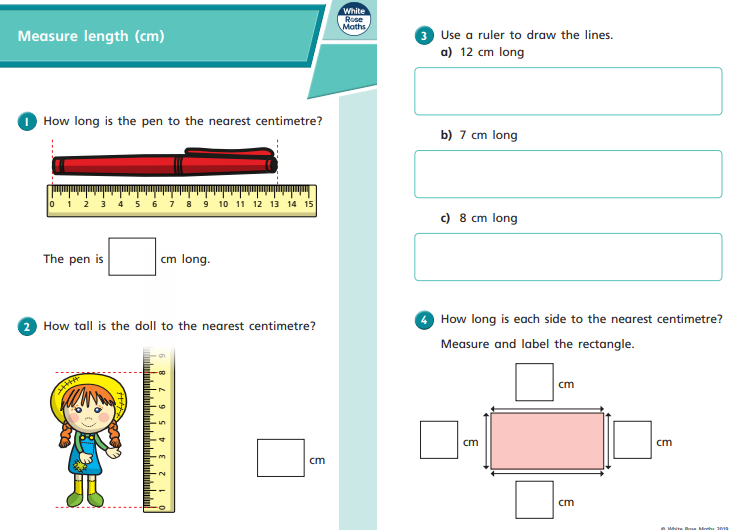 Measure length (cm)
White
Rose
Maths
1 How long is the pen to the nearest centimetre?
0 1 2 3 4 5 6 7 8 9 10 11 12 13 14 15
The pen is
cm long.
2 How tall is the doll to the nearest centimetre?
9
8
7
6
5
4
3
2
1
0
cm
3 Use a ruler to draw the lines.
a) 12 cm long
b) 7 cm long
c) 8 cm long
4 How long is each side to the nearest centimetre?
Measure and label the rectangle.
cm
cm
cm
cm
© White Rose Maths 2019